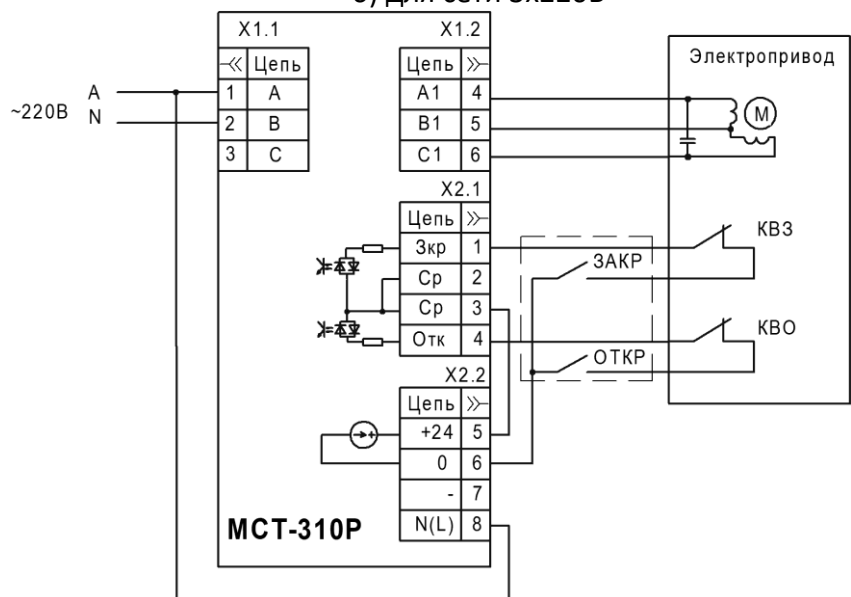 X1.1
Цепь
1 A
2 B
3 C
A
~220В
N
X1.2
Цепь
A1 4
B1 5
C1 6
X2.1
Цепь
Зкр 1
Ср 2
Ср 3
Отк 4
X2.2
Цепь
+24 5
0 6
- 7
N(L) 8
МСТ-310Р
ЗАКР
ОТКР
Электропривод
М
КВЗ
КВО